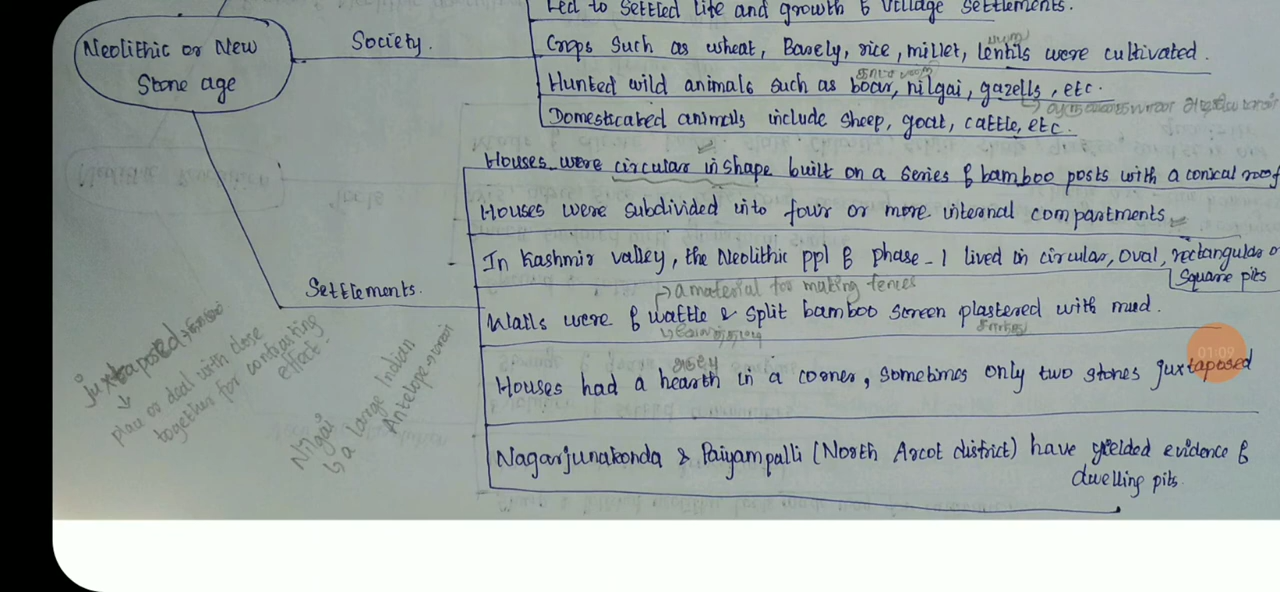 Led to Settled life and growth of Village Settlements.
Neolithic or New
Stone age
Society.
Crops Such as wheat, Barely, rice, millet, lentils were cultivated.
Hunted wild animals such as boar, nilgai, gazells, etc.
Domesticated animals include sheep, goat, cattle, etc.
Houses were circular in shape built on a series of bamboo posts with a conical roof
Houses were subdivided into four or more internal compartments
In Kashmir valley, the Neolithic ppl of phase-1 lived in circular, oval, rectangular or
Square pits
Settlements.
a material for making fences
Walls were of wattle & split bamboo screen plastered with mud.
Houses had a hearth in a corner, sometimes only two stones juxtaposed
01:09
Nagarjunakonda & Paiyampalli (North Arcot district) have yielded evidence of
dwelling pits.
juxtaposed
place or deal with close
together for contrasting
effect.
Nilgai
a large Indian
Antelope